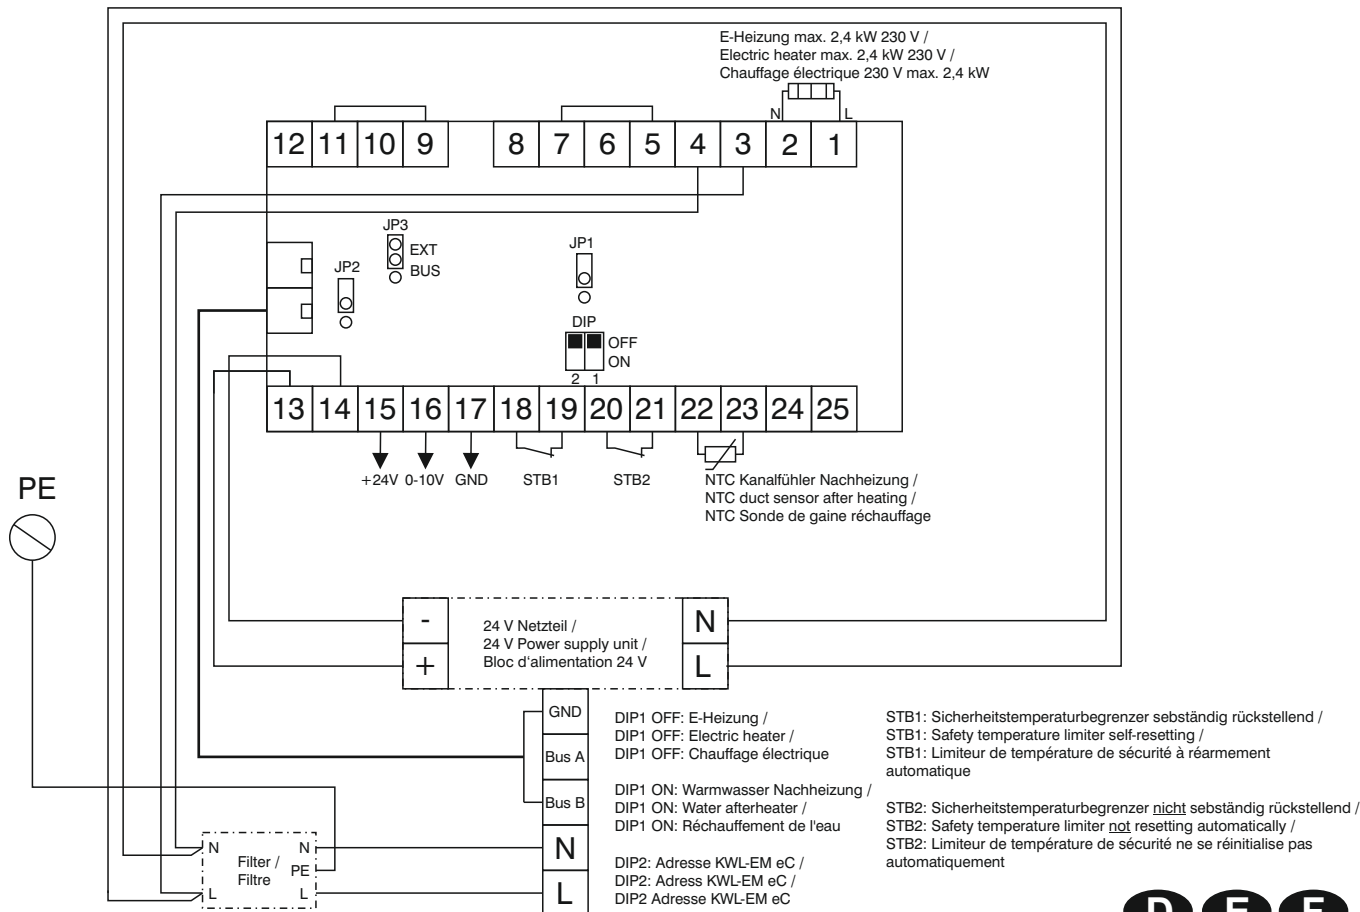 E-Heizung max. 2,4 kW 230 V /
Electric heater max. 2,4 kW 230 V /
Chauffage électrique 230 V max. 2,4 kW
N L
12 11 10 9 8 7 6 5 4 3 2 1
JP3
EXT
BUS
JP2
JP1
DIP
OFF
ON
2 1
13 14 15 16 17 18 19 20 21 22 23 24 25
+24V 0-10V GND STB1 STB2
NTC Kanalfühler Nachheizung /
NTC duct sensor after heating /
NTC Sonde de gaine réchauffage
PE
- N
24 V Netzteil /
24 V Power supply unit /
Bloc d'alimentation 24 V
+ L
GND
Bus A
Bus B
N
L
DIP1 OFF: E-Heizung /
DIP1 OFF: Electric heater /
DIP1 OFF: Chauffage électrique
DIP1 ON: Warmwasser Nachheizung /
DIP1 ON: Water afterheater /
DIP1 ON: Réchauffement de l'eau
DIP2: Adresse KWL-EM eC /
DIP2: Adress KWL-EM eC /
DIP2 Adresse KWL-EM eC
STB1: Sicherheitstemperaturbegrenzer sebständig rückstellend /
STB1: Safety temperature limiter self-resetting /
STB1: Limiteur de température de sécurité à réarmement
automatique
STB2: Sicherheitstemperaturbegrenzer nicht sebständig rückstellend /
STB2: Safety temperature limiter not resetting automatically /
STB2: Limiteur de température de sécurité ne se réinitialise pas
automatiquement
N N
Filter /
Filtre
PE
L L